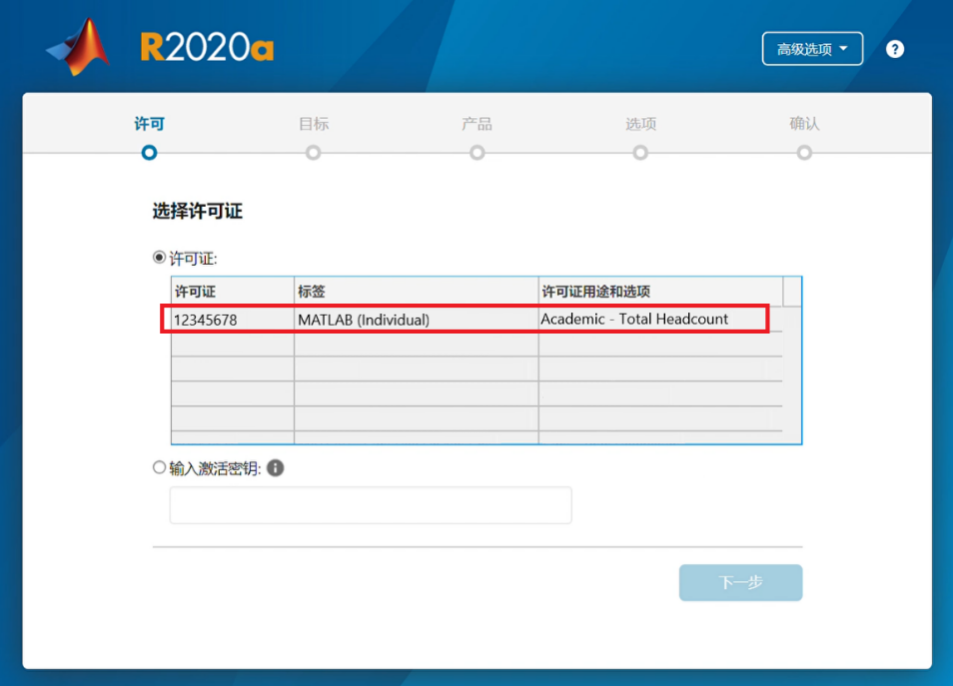 R2020a
高级选项
?
许可 目标 产品 选项 确认
选择许可证
许可证:
许可证 标签 许可证用途和选项
12345678 MATLAB (Individual) Academic - Total Headcount
输入激活密钥: i
下一步